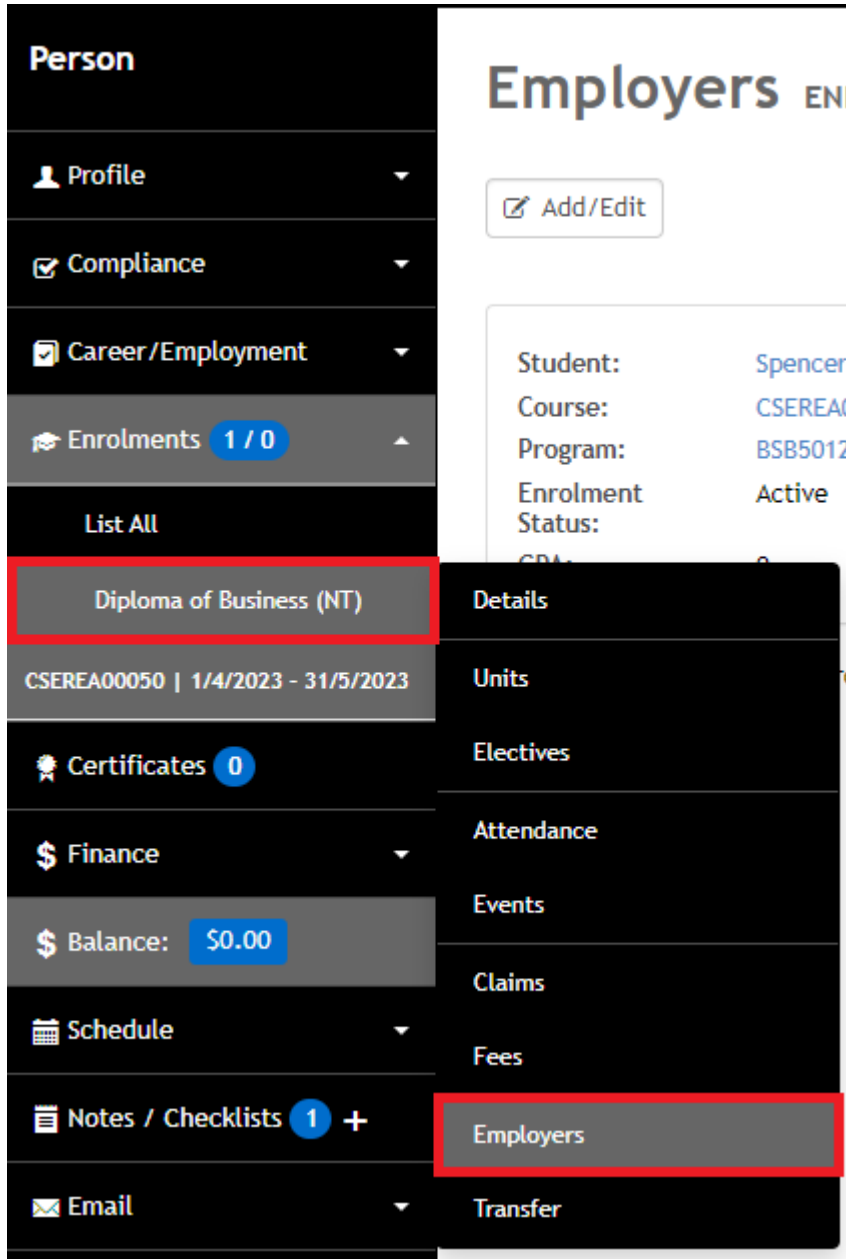 Person
Profile
Compliance
Career/Employment
Enrolments 1 / 0
List All
Diploma of Business (NT)
CSEREA00050 | 1/4/2023 - 31/5/2023
Certificates 0
$ Finance
$ Balance: $0.00
Schedule
Notes / Checklists 1 +
Email
Employers
Add/Edit
Student: Spencer
Course:
Program: BSB5012
Enrolment Status: Active
Details
Units
Electives
Attendance
Events
Claims
Fees
Employers
Transfer